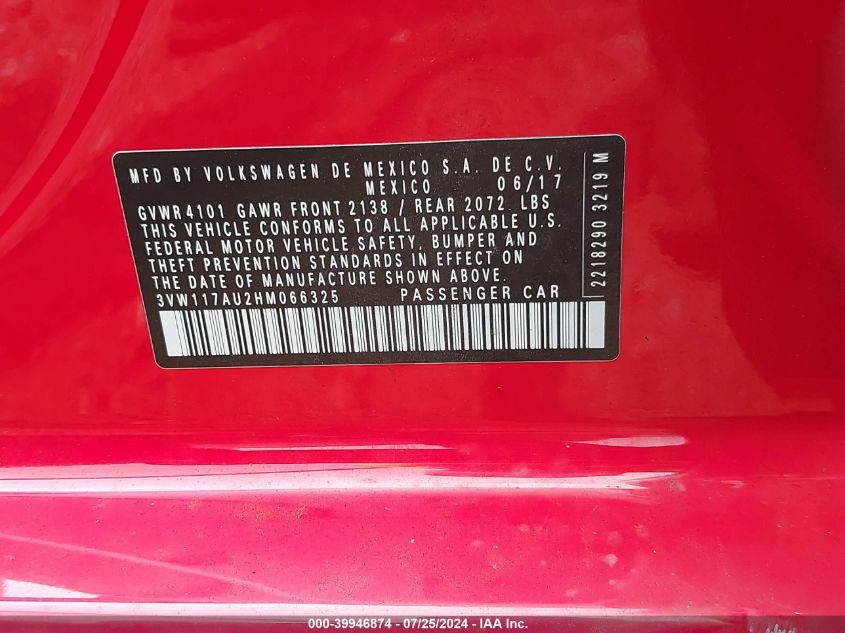 MFD BY VOLKSWAGEN DE MEXICO S.A. DE C.V.
MEXICO 06/17
GVWR 4101 GAWR FRONT 2138 / REAR 2072 LBS
THIS VEHICLE CONFORMS TO ALL APPLICABLE U.S.
FEDERAL MOTOR VEHICLE SAFETY, BUMPER AND
THEFT PREVENTION STANDARDS IN EFFECT ON
THE DATE OF MANUFACTURE SHOWN ABOVE.
3VW117AU2HM066325 PASSENGER CAR
2218290 3219 M
000-39946874 / 07/25/2024 - IAA Inc.